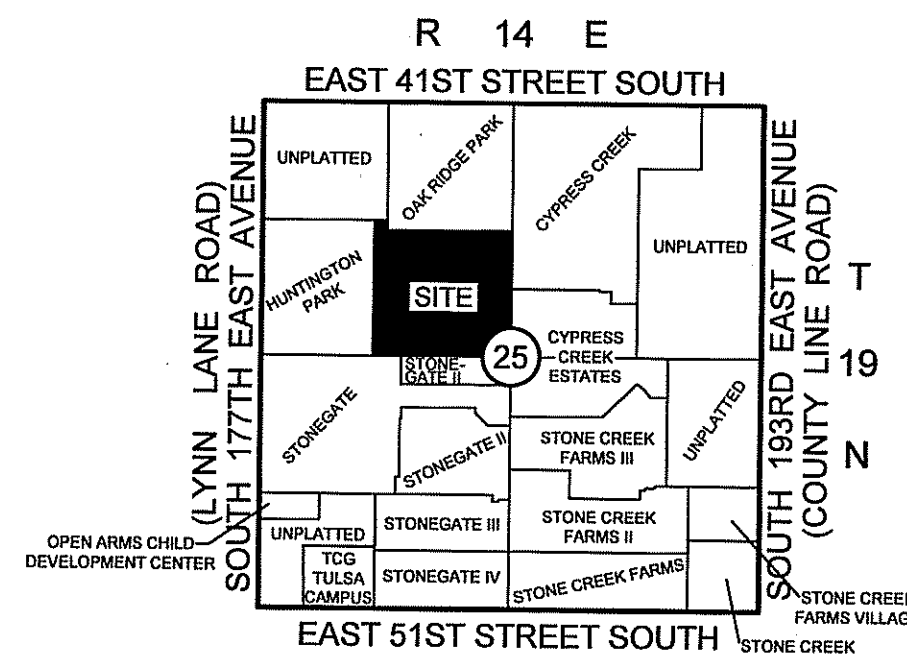 R 14 E
EAST 41ST STREET SOUTH
SOUTH 177TH EAST AVENUE
(LYNN LANE ROAD)
SOUTH 193RD EAST AVENUE
(COUNTY LINE ROAD)
T
19
N
UNPLATTED
OAK RIDGE PARK
CYPRESS CREEK
UNPLATTED
HUNTINGTON
PARK
SITE
25
CYPRESS
CREEK
ESTATES
STONE-
GATE II
STONEGATE
STONEGATE II
STONE CREEK
FARMS III
UNPLATTED
OPEN ARMS CHILD
DEVELOPMENT CENTER
UNPLATTED
STONEGATE III
STONE CREEK
FARMS II
TCG
TULSA
CAMPUS
STONEGATE IV
STONE CREEK FARMS
STONE CREE
FARMS VILLAG
STONE CREEK
EAST 51ST STREET SOUTH